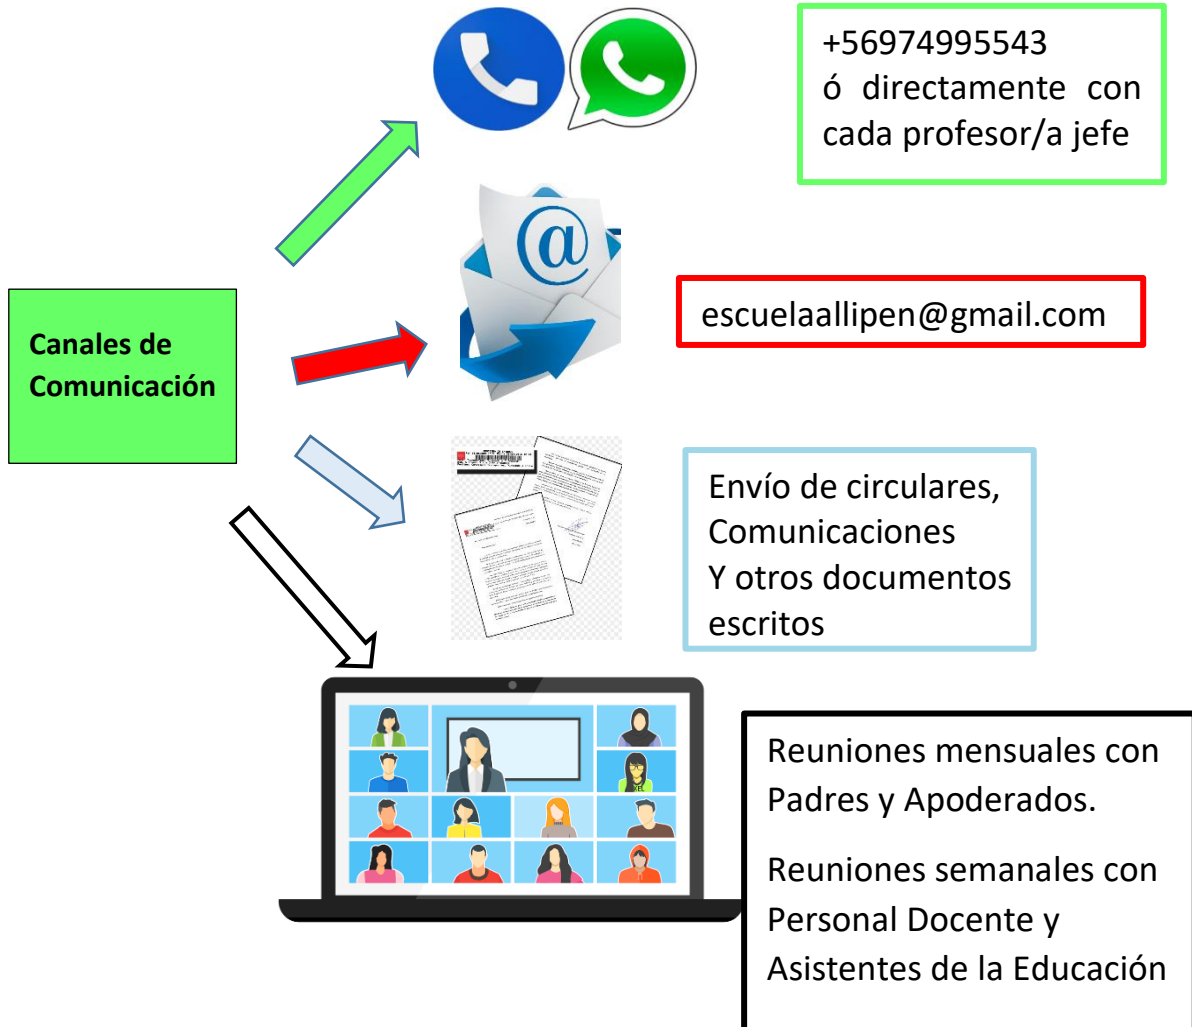 +56974995543
ó directamente con
cada profesor/a jefe
escuelaallipen@gmail.com
Canales de
Comunicación
Envío de circulares,
Comunicaciones
Y otros documentos
escritos
Reuniones mensuales con
Padres y Apoderados.
Reuniones semanales con
Personal Docente y
Asistentes de la Educación